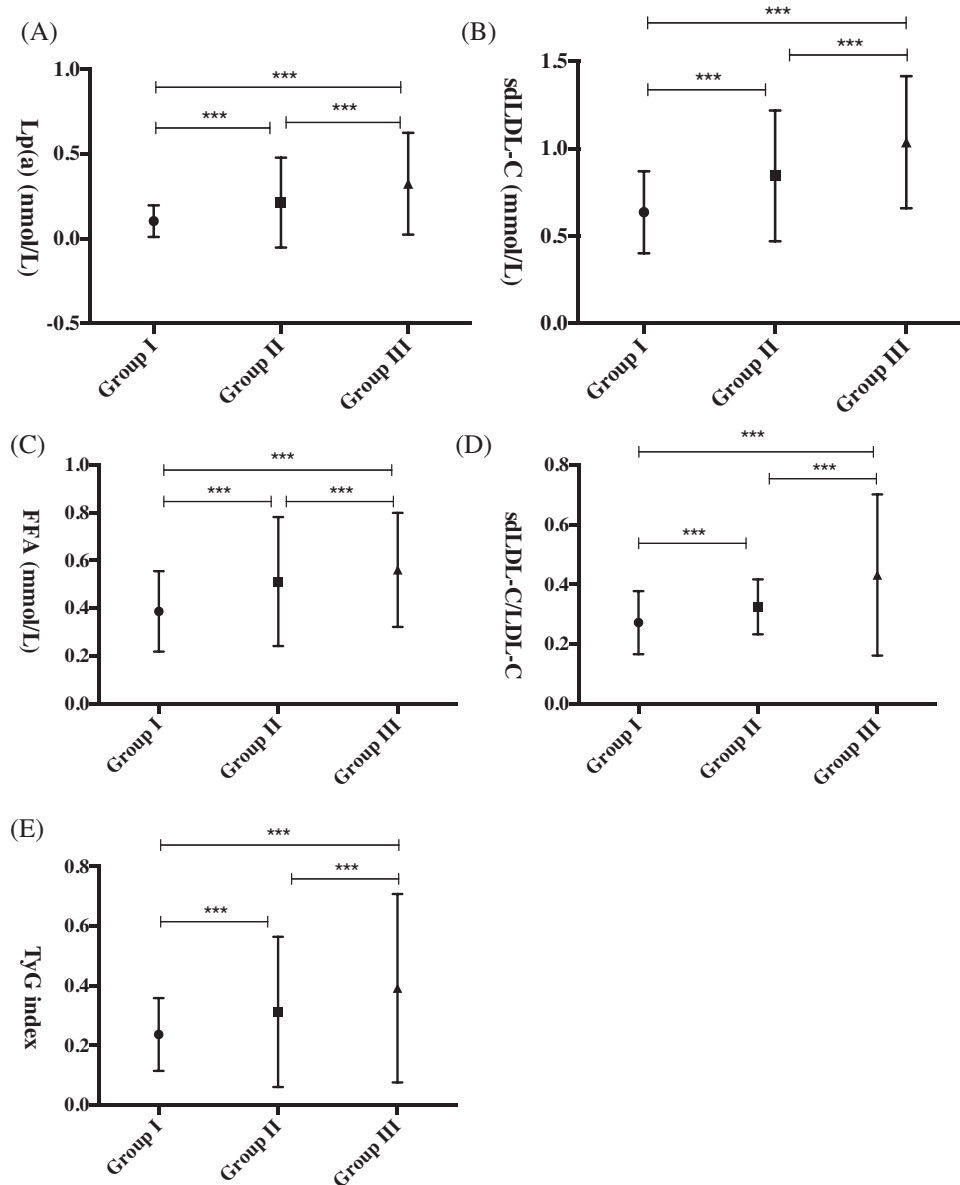 (A)
Lp(a) (nmol/L)
1.0
0.5
0.0
-0.5
***
***
***
Group I
Group II
Group III
(B)
sdLDL-C (mmol/L)
1.5
1.0
0.5
0.0
***
***
***
Group I
Group II
Group III
(C)
FFA (mmol/L)
1.0
0.8
0.6
0.4
0.2
0.0
***
***
***
Group I
Group II
Group III
(D)
sdLDL-C/LDL-C
0.8
0.6
0.4
0.2
0.0
***
***
***
Group I
Group II
Group III
(E)
TyG index
0.8
0.6
0.4
0.2
0.0
***
***
***
Group I
Group II
Group III